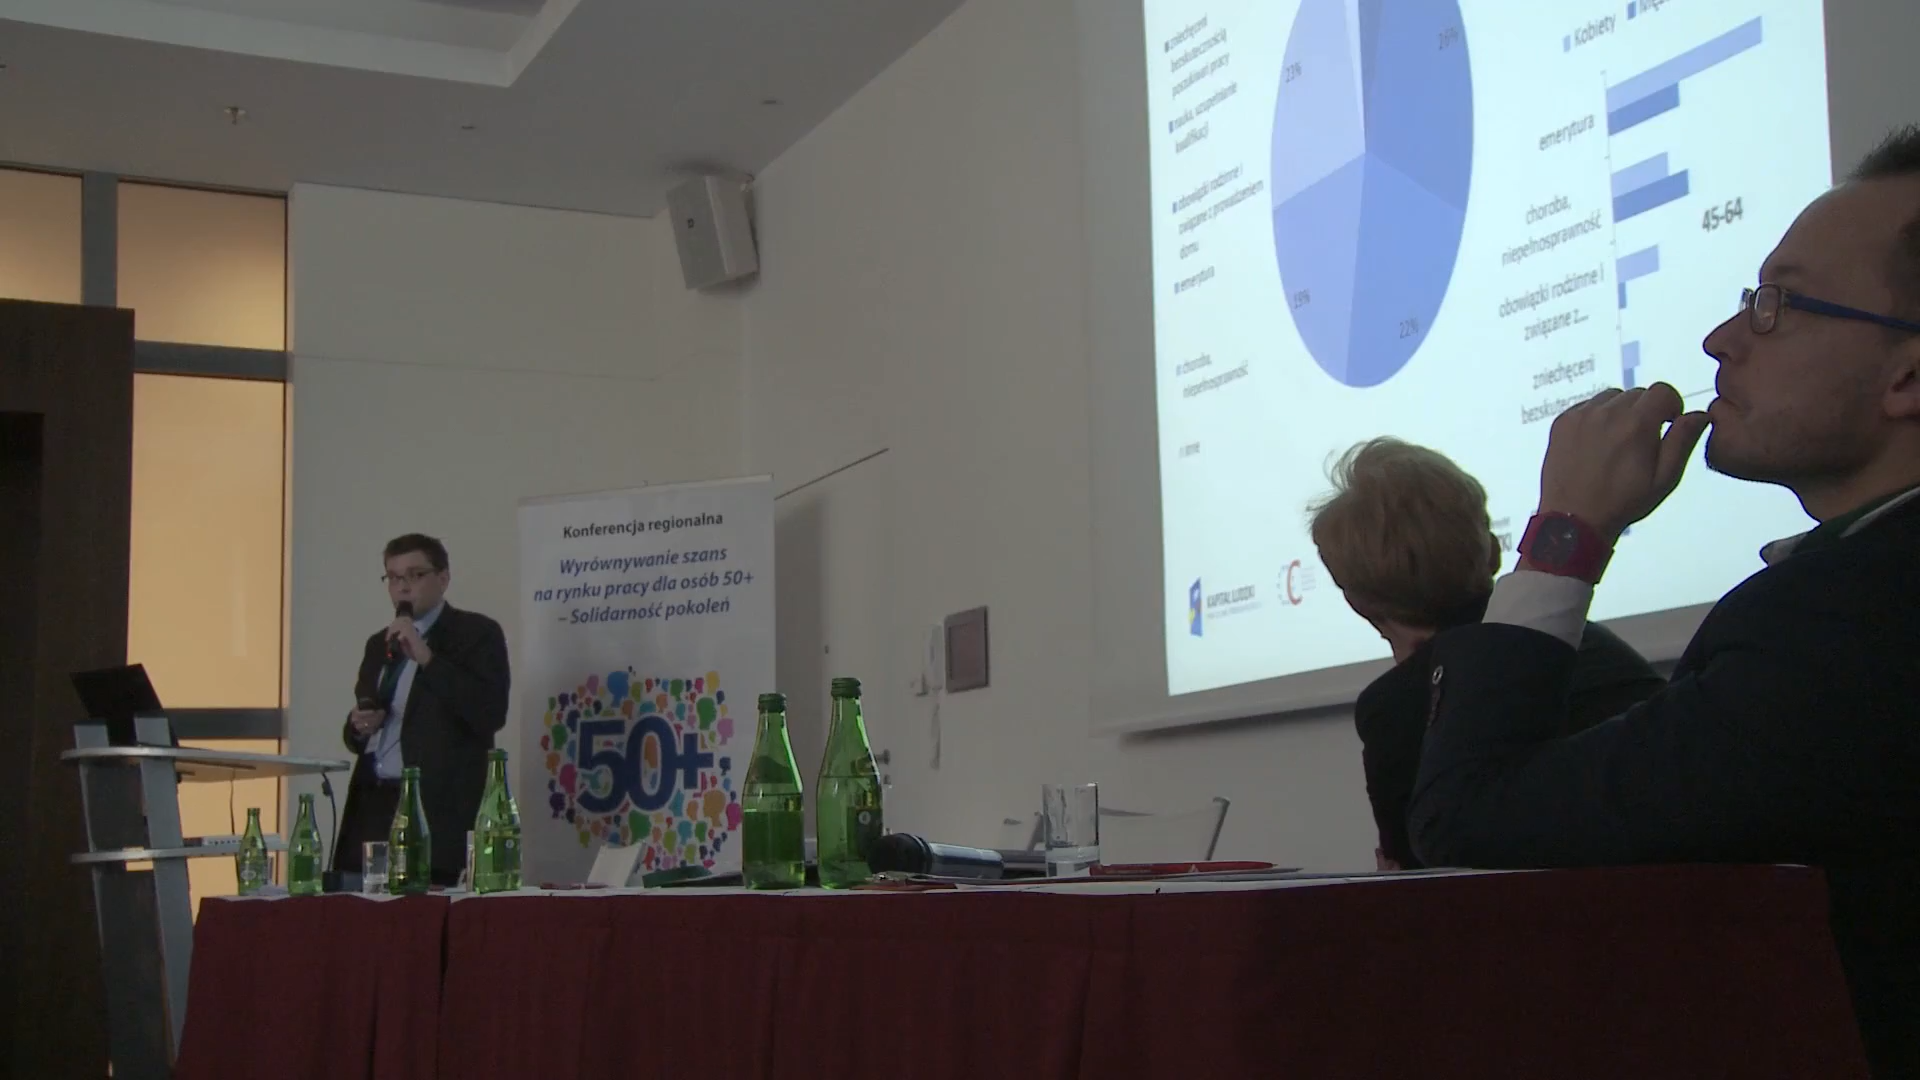 Konferencja regionalna
Wyrównywanie szans
na rynku pracy dla osób 50+
– Solidarność pokoleń
50+
zniechęceni
bezskutecznością
poszukiwań pracy
nauka, uzupełnianie
kwalifikacji
obowiązki rodzinne i
związane z prowadzeniem
domu
emerytura
choroba,
niepełnosprawność
inne
26%
23%
19%
22%
Kobiety
emerytura
choroba,
niepełnosprawność
obowiązki rodzinne i
związane z...
zniechęceni
45-64
KAPITAŁ LUDZKI